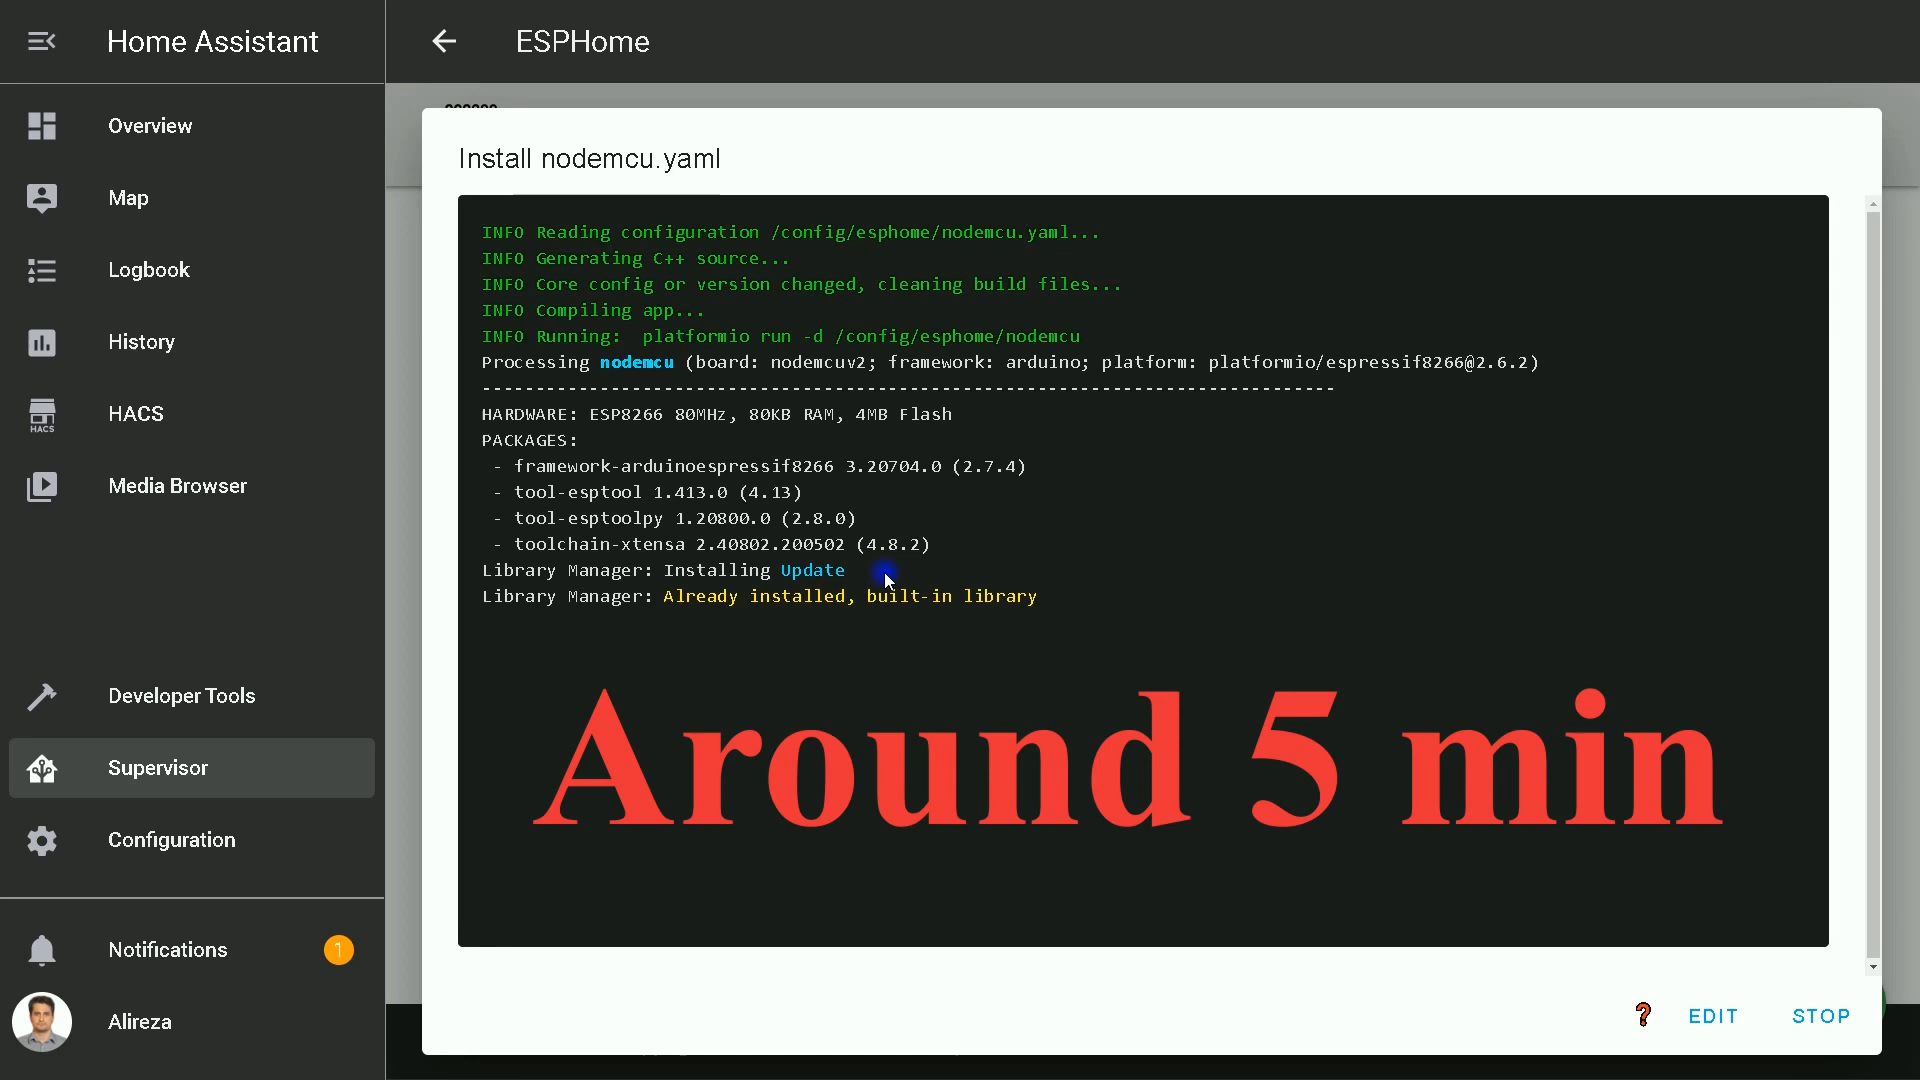 Home Assistant
ESPHome
Overview
Map
Logbook
History
HACS
HACS
Media Browser
Developer Tools
Supervisor
Configuration
Notifications
1
Alireza
Install nodemcu.yaml
INFO Reading configuration /config/esphome/nodemcu.yaml...
INFO Generating C++ source...
INFO Core config or version changed, cleaning build files...
INFO Compiling app...
INFO Running:  platformio run -d /config/esphome/nodemcu
Processing nodemcu (board: nodemcuv2; framework: arduino; platform: platformio/espressif8266@2.6.2)
--------------------------------------------------------------------------------
HARDWARE: ESP8266 80MHz, 80KB RAM, 4MB Flash
PACKAGES:
- framework-arduinoespressif8266 3.20704.0 (2.7.4)
- tool-esptool 1.413.0 (4.13)
- tool-esptoolpy 1.20800.0 (2.8.0)
- toolchain-xtensa 2.40802.200502 (4.8.2)
Library Manager: Installing Update
Library Manager: Already installed, built-in library
Around 5 min
? EDIT STOP